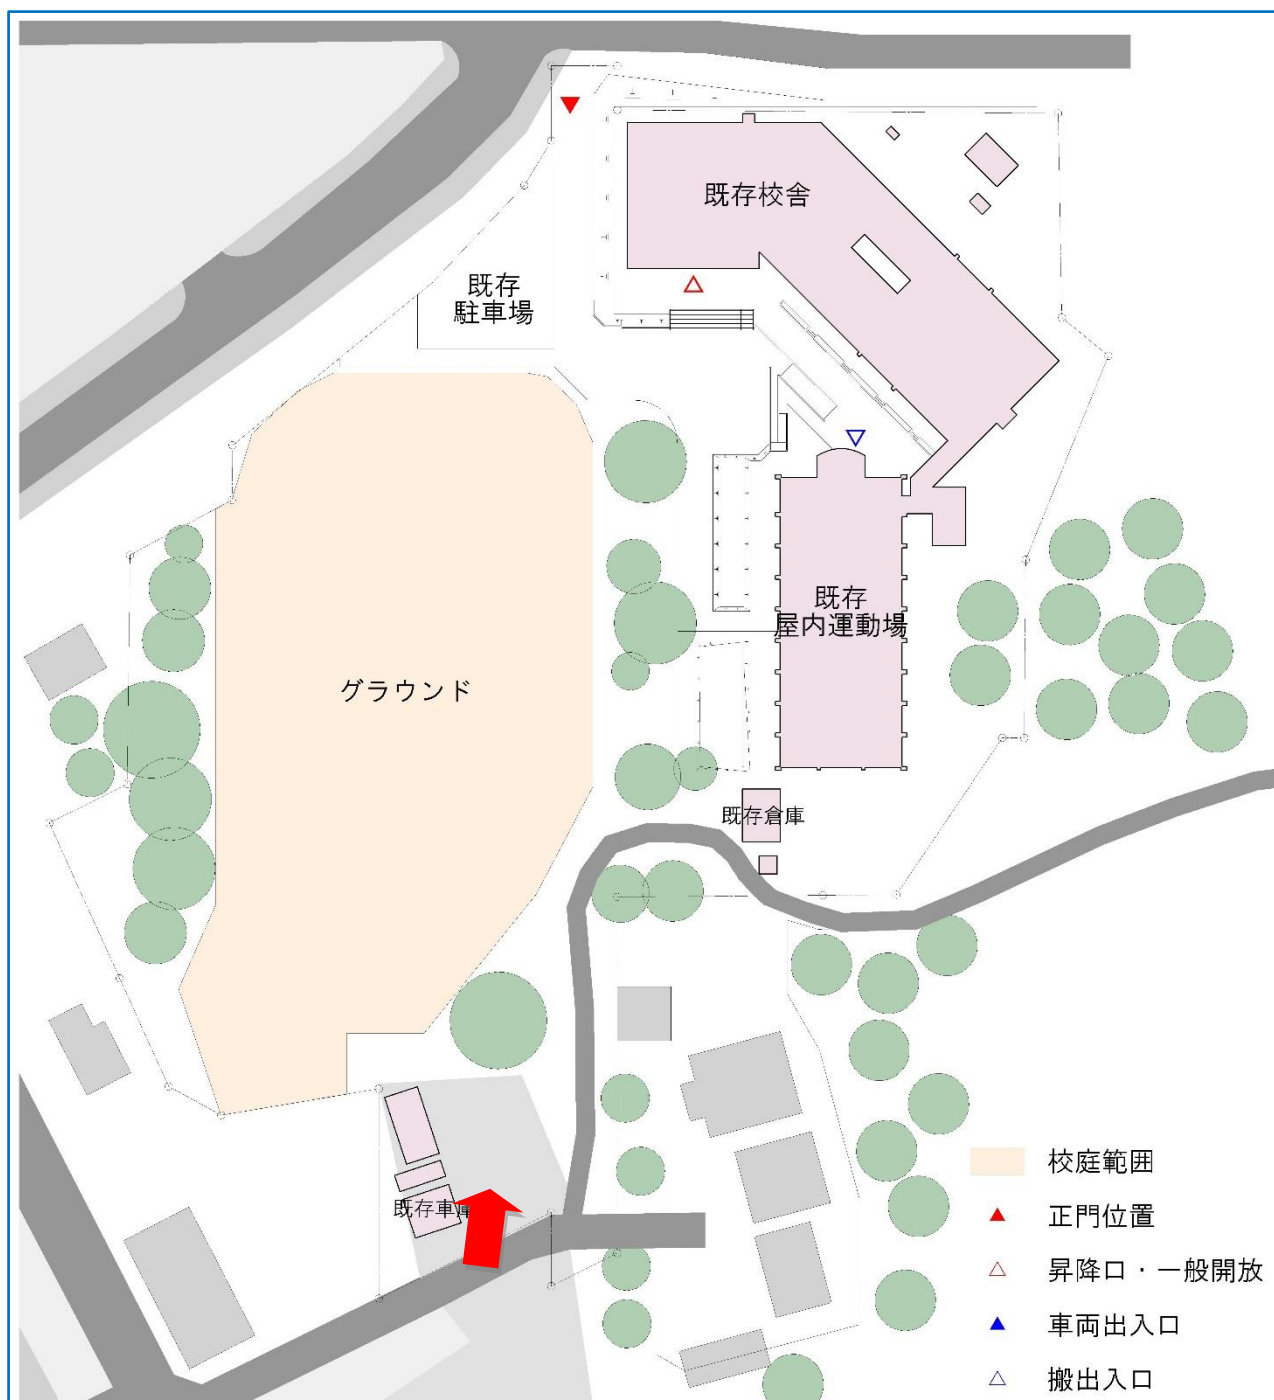 既存校舎
既存
駐車場
既存
屋内運動場
グラウンド
既存倉庫
既存車庫
校庭範囲
正門位置
昇降口・一般開放
車両出入口
搬出入口